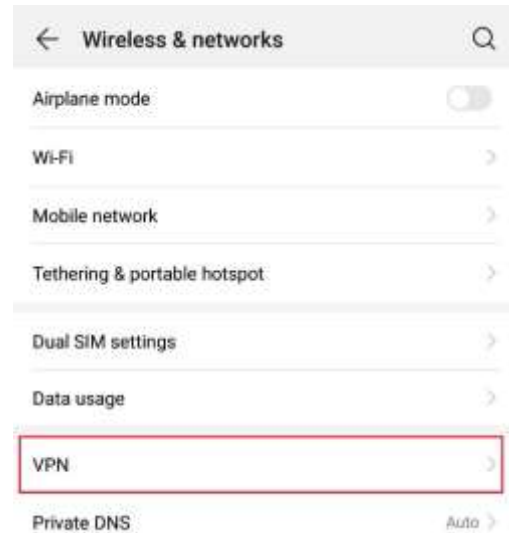 Wireless & networks
Airplane mode
Wi-Fi
Mobile network
Tethering & portable hotspot
Dual SIM settings
Data usage
VPN
Private DNS Auto